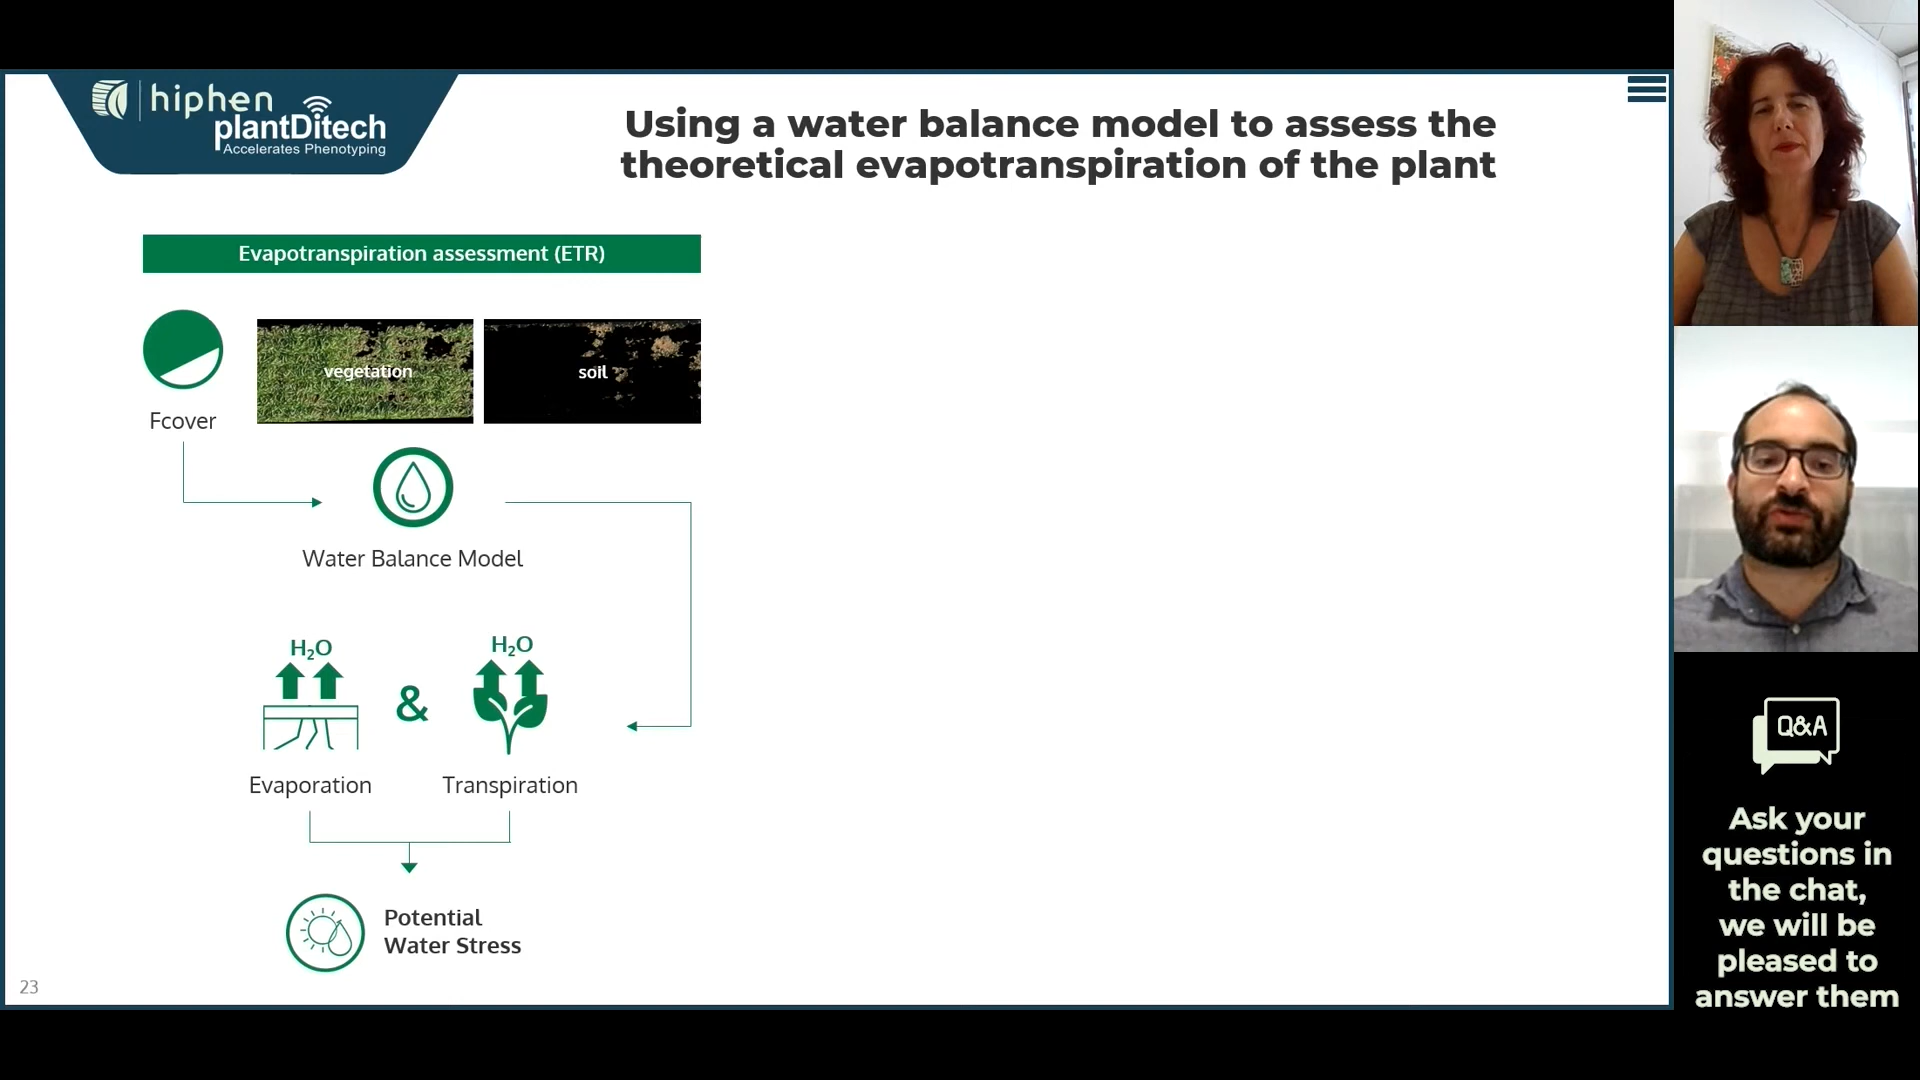 hiphen
plantDitech
Accelerates Phenotyping
Using a water balance model to assess the
theoretical evapotranspiration of the plant
Evapotranspiration assessment (ETR)
vegetation
soil
Fcover
Water Balance Model
H₂O
H₂O
&
Evaporation
Transpiration
Potential
Water Stress
23
Q&A
Ask your
questions in
the chat,
we will be
pleased to
answer them